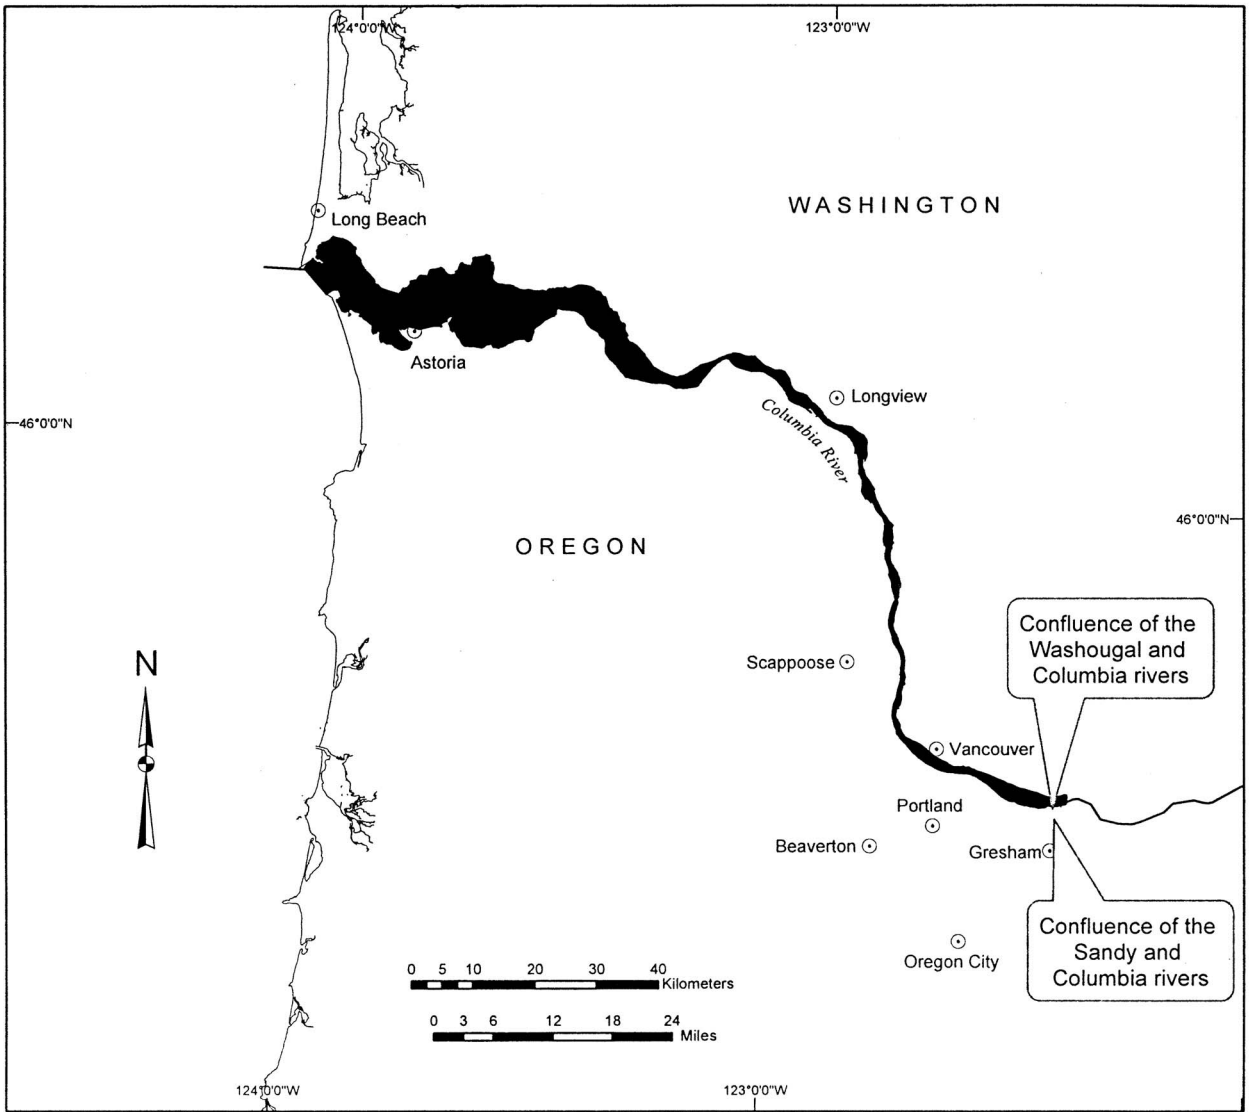 124°0'0"W
123°0'0"W
WASHINGTON
Long Beach
Astoria
Longview
Columbia River
46°0'0"N
46°0'0"N
OREGON
Confluence of the
Washougal and
Columbia rivers
N
Scappoose
Vancouver
Portland
Beaverton
Gresham
Confluence of the
Sandy and
Columbia rivers
Oregon City
0 5 10 20 30 40
Kilometers
0 3 6 12 18 24
Miles
124°0'0"W
123°0'0"W